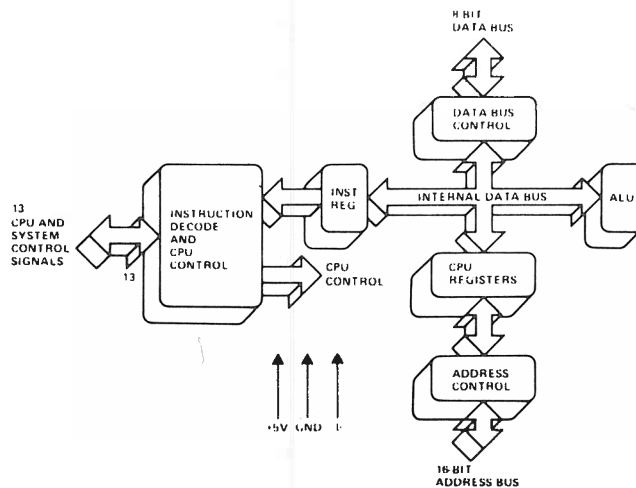 8 BIT
DATA BUS
DATA BUS
CONTROL
13
CPU AND
SYSTEM
CONTROL
SIGNALS
13
INSTRUCTION
DECODE
AND
CPU
CONTROL
INST
REG
INTERNAL DATA BUS
ALU
CPU
CONTROL
CPU
REGISTERS
ADDRESS
CONTROL
+5V GND
16-BIT
ADDRESS BUS